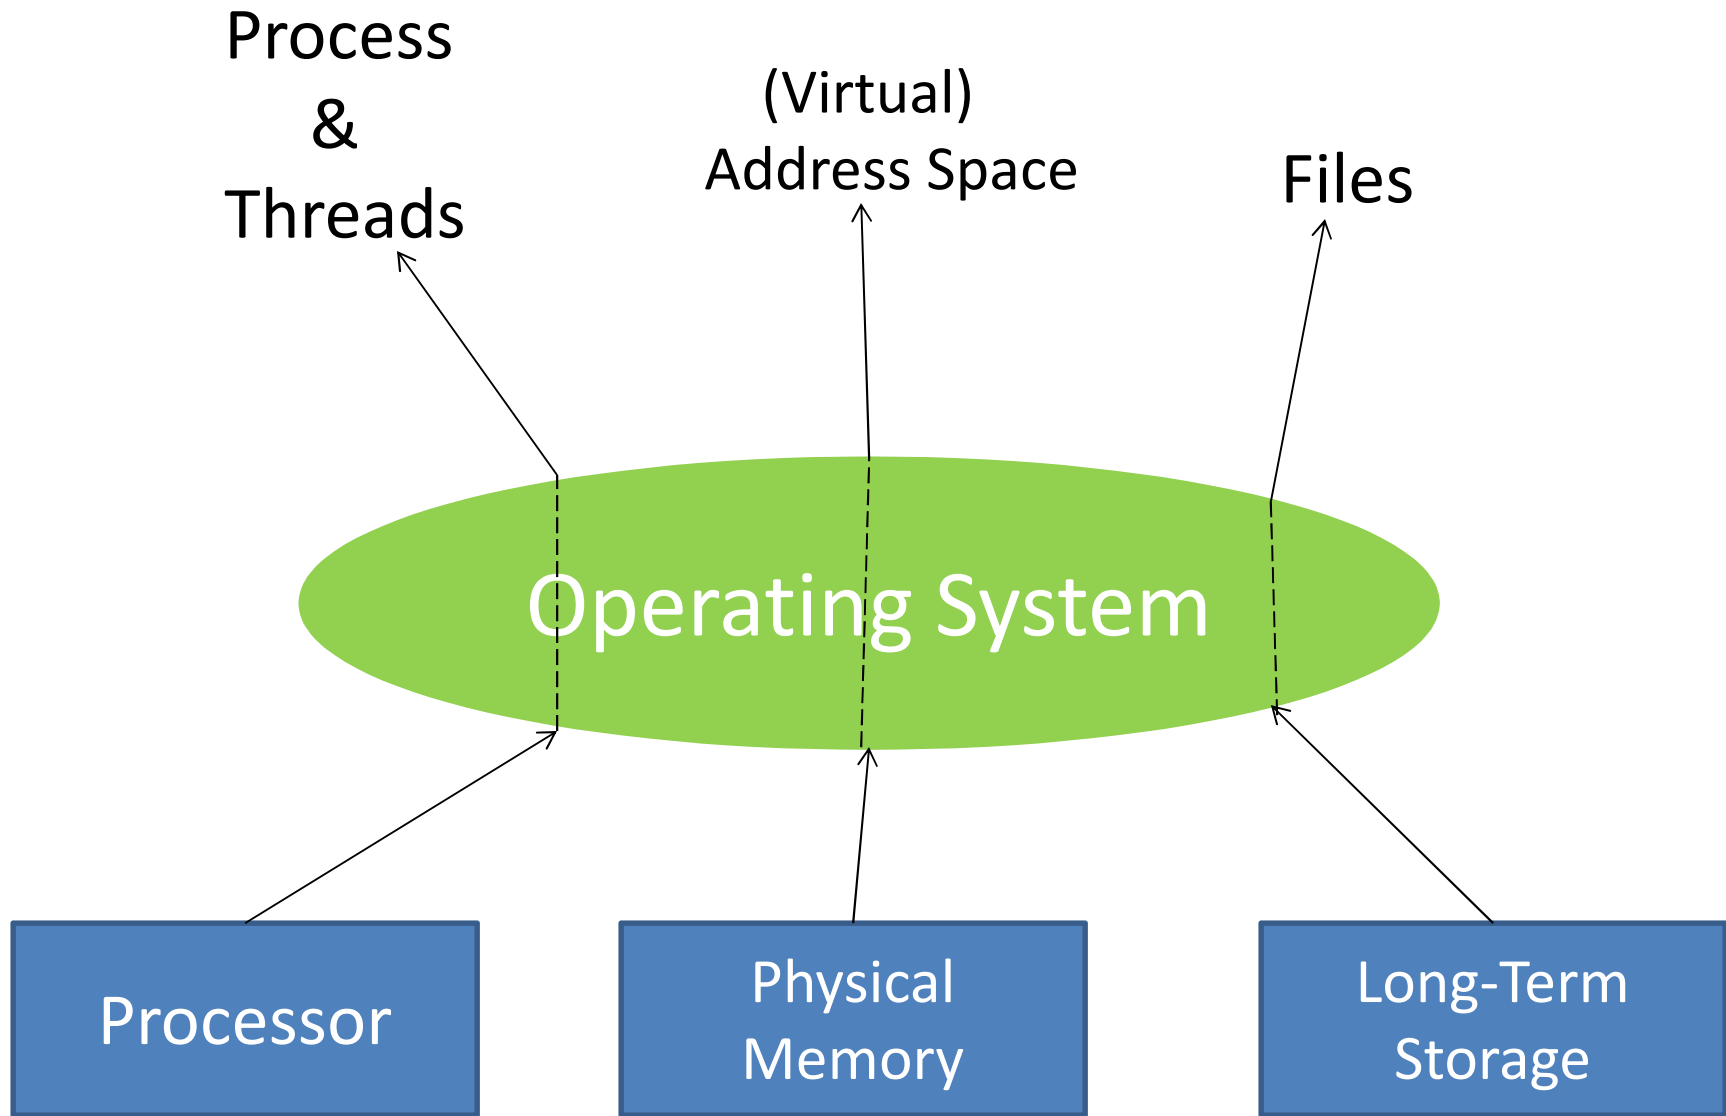 Process
&
Threads
(Virtual)
Address Space
Files
Operating System
Processor
Physical
Memory
Long-Term
Storage